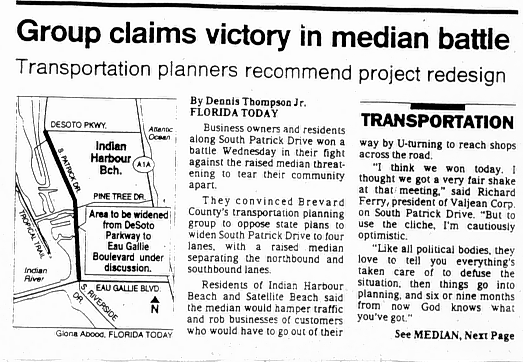 Group claims victory in median battle
Transportation planners recommend project redesign
DESOTO PKWY.
Atlantic
Ocean
Indian
Harbour
Bch.
A1A
S. PATRICK DR.
PINE TREE DR.
Area to be widened
from DeSoto
Parkway to
Eau Gallie
Boulevard under
discussion.
TROPICAL TRAIL
Indian
River
EAU GALLIE BLVD.
S. RIVERSIDE
DR.
N
Gloria Abood, FLORIDA TODAY
By Dennis Thompson Jr.
FLORIDA TODAY
Business owners and residents
along South Patrick Drive won a
battle Wednesday in their fight
against the raised median threat-
ening to tear their community
apart.
They convinced Brevard
County's transportation planning
group to oppose state plans to
widen South Patrick Drive to four
lanes, with a raised median
separating the northbound and
southbound lanes.
Residents of Indian Harbour
Beach and Satellite Beach said
the median would hamper traffic
and rob businesses of customers
who would have to go out of their
TRANSPORTATION
way by U-turning to reach shops
across the road.
"I think we won today. I
thought we got a very fair shake
at that meeting," said Richard
Ferry, president of Valjean Corp.
on South Patrick Drive. "But to
use the cliche, I'm cautiously
optimistic.
"Like all political bodies, they
love to tell you everything's
taken care of to defuse the
situation, then things go into
planning, and six or nine months
from now God knows what
you've got."
See MEDIAN, Next Page